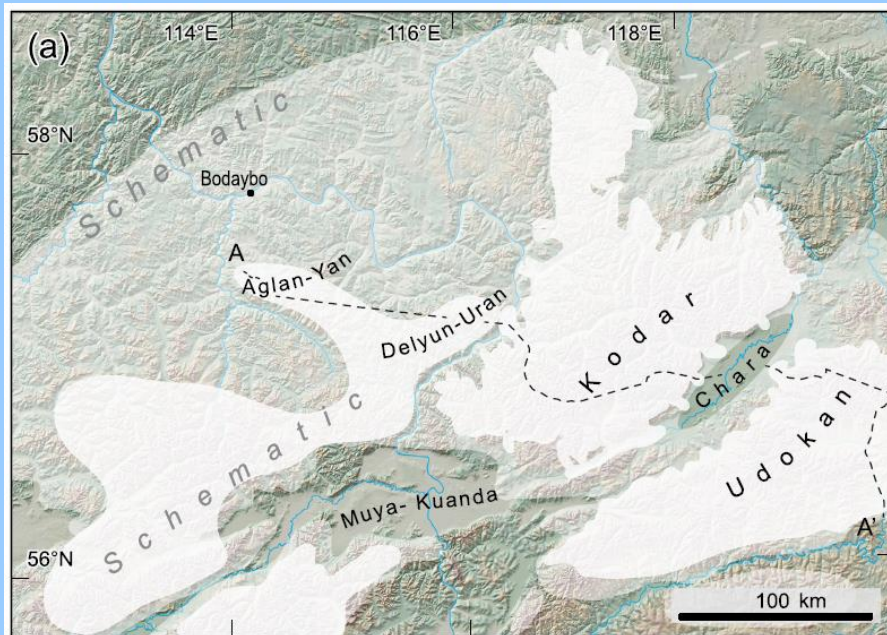 (a)
114°E
116°E
118°E
58°N
Schematic
Bodaybo
A
Aglan-Yan
Delyun-Uran
Kodar
Chara
Schematic
Udokan
Muya- Kuanda
A'
56°N
100 km